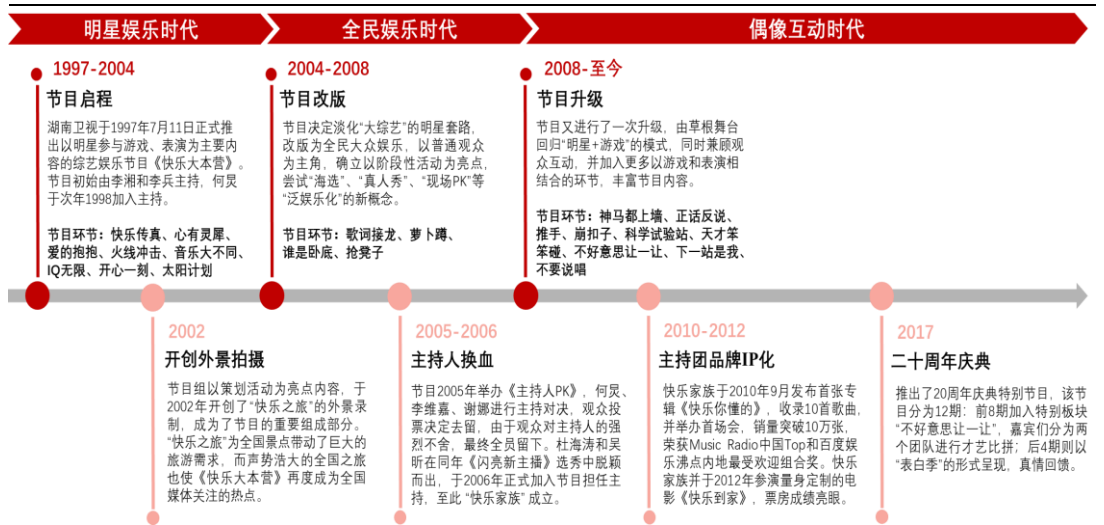 明星娱乐时代
全民娱乐时代
偶像互动时代
1997-2004
节目启程
湖南卫视于1997年7月11日正式推
出以明星参与游戏、表演为主要内
容的综艺娱乐节目《快乐大本营》。
节目初始由李湘和李兵主持,何炅
于次年1998加入主持。
节目环节:快乐传真、心有灵犀、
爱的抱抱、火线冲击、音乐大不同、
IQ无限、开心一刻、太阳计划
2004-2008
节目改版
节目决定淡化“大综艺”的明星套路,
改版为全民大众娱乐,以普通观众
为主角,确立以阶段性活动为亮点,
尝试“海选”、“真人秀”、“现场PK”等
“泛娱乐化”的新概念。
节目环节:歌词接龙、萝卜蹲、
谁是卧底、抢凳子
2008-至今
节目升级
节目又进行了一次升级,由草根舞台
回归“明星+游戏”的模式,同时兼顾观
众互动,并加入更多以游戏和表演相
结合的环节,丰富节目内容。
节目环节:神马都上墙、正话反说、
推手、崩扣子、科学试验站、天才笨
笨碰、不好意思让一让、下一站是我、
不要说唱
2002
开创外景拍摄
节目组以策划活动为亮点内容,于
2002年开创了“快乐之旅”的外景录
制,成为了节目的重要组成部分。
“快乐之旅”为全国景点带动了巨大的
旅游需求,而声势浩大的全国之旅
也使《快乐大本营》再度成为全国
媒体关注的热点。
2005-2006
主持人换血
节目2005年举办《主持人PK》,何炅、
李维嘉、谢娜进行主持对决,观众投
票决定去留,由于观众对主持人的强
烈不舍,最终全员留下。杜海涛和吴
昕在同年《闪亮新主播》选秀中脱颖
而出,于2006年正式加入节目担任主
持,至此 “快乐家族” 成立。
2010-2012
主持团品牌IP化
快乐家族于2010年9月发布首张专
辑《快乐你懂的》,收录10首歌曲,
并举办首场会,销量突破10万张,
荣获Music Radio中国Top和百度娱
乐沸点内地最受欢迎组合奖。快乐
家族并于2012年参演量身定制的电
影《快乐到家》,票房成绩亮眼。
2017
二十周年庆典
推出了20周年庆典特别节目,该节
目分为12期:前8期加入特别板块
“不好意思让一让”,嘉宾们分为两
个团队进行才艺比拼;后4期则以
“表白季”的形式呈现,真情回馈。